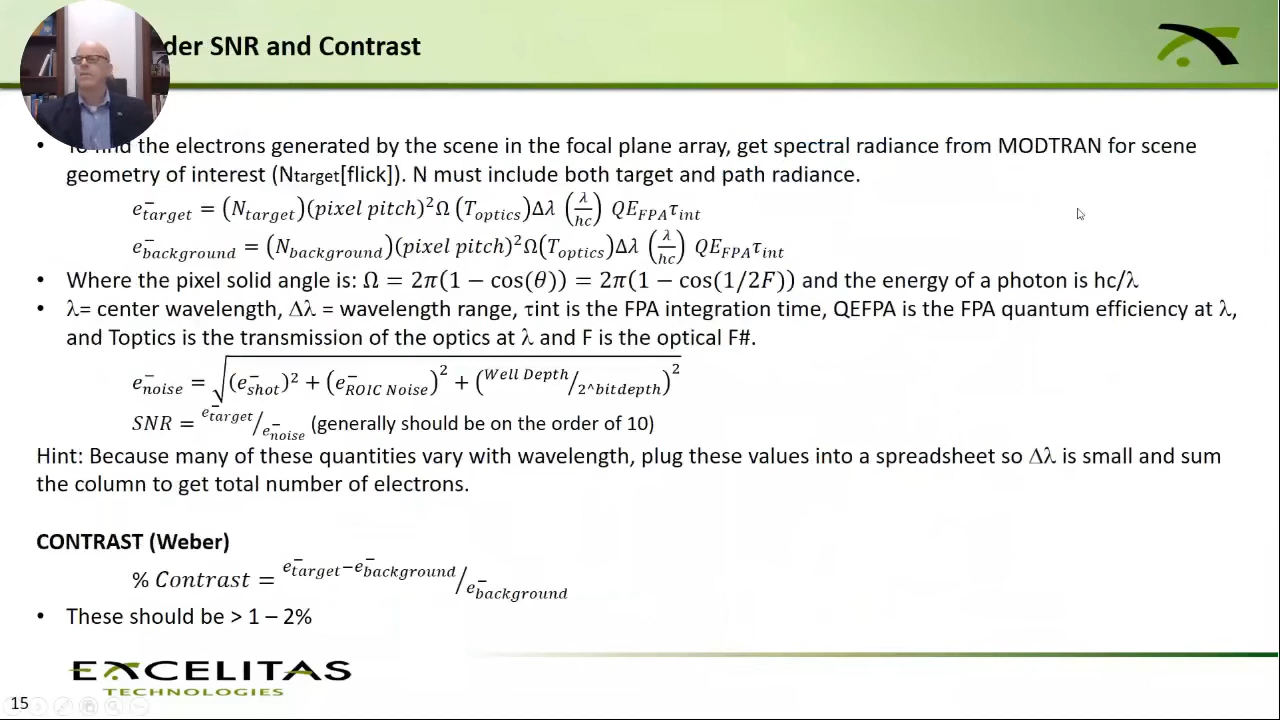 der SNR and Contrast
• find the electrons generated by the scene in the focal plane array, get spectral radiance from MODTRAN for scene
geometry of interest (Ntarget[flick]). N must include both target and path radiance.
e⁻target = (Ntarget)(pixel pitch)²Ω (Toptics)Δλ (λ/hc) QE_FPA τint
e⁻background = (Nbackground)(pixel pitch)²Ω(Toptics)Δλ (λ/hc) QE_FPA τint
• Where the pixel solid angle is: Ω = 2π(1 − cos(θ)) = 2π(1 − cos(1/2F)) and the energy of a photon is hc/λ
• λ= center wavelength, Δλ = wavelength range, τint is the FPA integration time, QEFPA is the FPA quantum efficiency at λ,
and Toptics is the transmission of the optics at λ and F is the optical F#.
e⁻noise = √((e⁻shot)² + (e⁻ROIC Noise)² + (Well Depth/2^bitdepth)²)
SNR = e⁻target/e⁻noise (generally should be on the order of 10)
Hint: Because many of these quantities vary with wavelength, plug these values into a spreadsheet so Δλ is small and sum
the column to get total number of electrons.
CONTRAST (Weber)
% Contrast = e⁻target−e⁻background/e⁻background
• These should be > 1 – 2%
EXCELITAS
TECHNOLOGIES
15